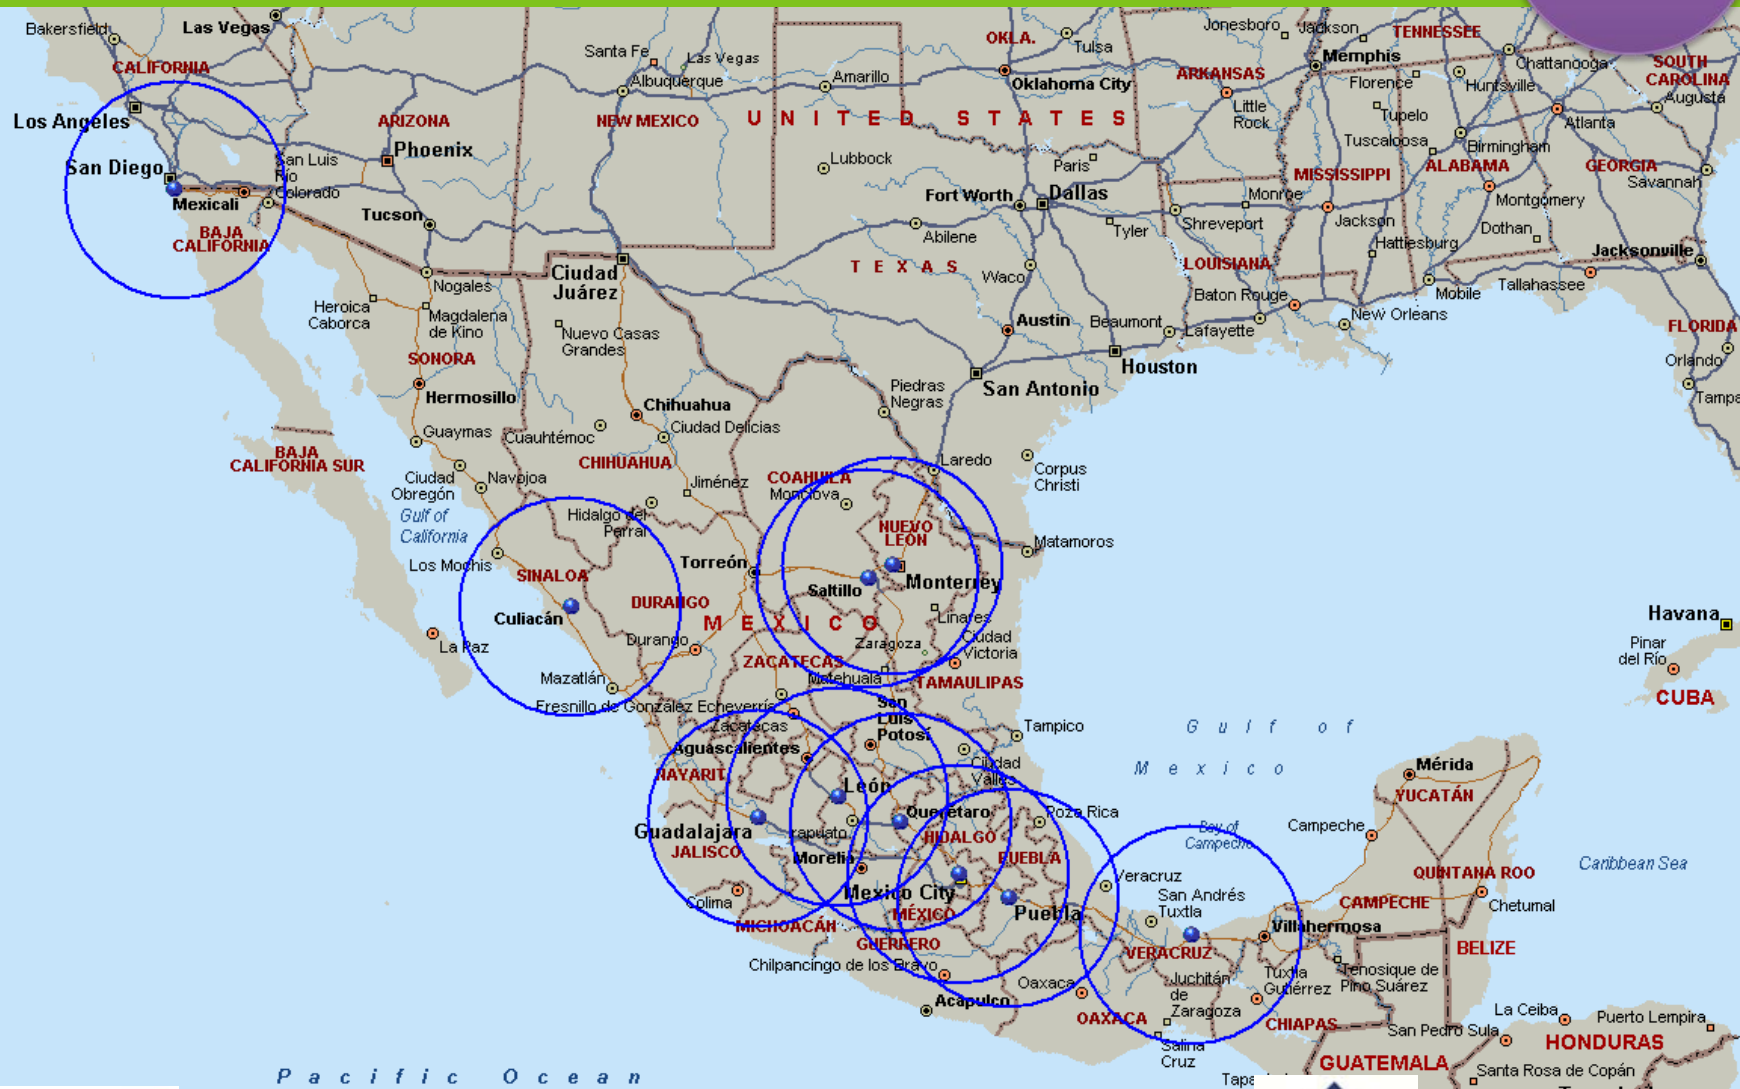 Bakersfield
Las Vegas
CALIFORNIA
Los Angeles
San Diego
San Luis
Río
Colorado
Mexicali
BAJA
CALIFORNIA
ARIZONA
Phoenix
Tucson
Nogales
Santa Fe
Las Vegas
Albuquerque
NEW MEXICO
Amarillo
Lubbock
UNITED STATES
OKLA.
Tulsa
Oklahoma City
Jonesboro
Jackson
TENNESSEE
Memphis
ARKANSAS
Little
Rock
Florence
Huntsville
Chattanooga
SOUTH
CAROLINA
Augusta
Tupelo
Atlanta
Tuscaloosa
Birmingham
ALABAMA
GEORGIA
Savannah
MISSISSIPPI
Montgomery
Paris
Fort Worth
Dallas
Monroe
Jackson
Tyler
Shreveport
Abilene
Hattiesburg
Dothan
Jacksonville
TEXAS
Waco
LOUISIANA
Baton Rouge
Mobile
Tallahassee
New Orleans
Austin
Beaumont
Lafayette
FLORIDA
Orlando
Tampa
Houston
San Antonio
Ciudad
Juárez
Heroica
Caborca
Magdalena
de Kino
Nuevo Casas
Grandes
SONORA
Hermosillo
Chihuahua
Piedras
Negras
Guaymas
Cuauhtémoc
Ciudad Delicias
BAJA
CALIFORNIA SUR
CHIHUAHUA
Ciudad
Obregón
Navojoa
Jiménez
COAHUILA
Monclova
Laredo
Corpus
Christi
Gulf of
California
Hidalgo del
Parral
NUEVO
LEÓN
Matamoros
Los Mochis
SINALOA
Torreón
Saltillo
Monterrey
Culiacán
DURANGO
MEXICO
Linares
La Paz
Durango
Zaragoza
Ciudad
Victoria
ZACATECAS
Mazatlán
Matehuala
TAMAULIPAS
Fresnillo de González Echeverría
San
Luis
Potosí
Zacatecas
Aguascalientes
Tampico
Ciudad
Valles
NAYARIT
León
Guadalajara
JALISCO
Irapuato
Querétaro
HIDALGO
Poza Rica
Morelia
PUEBLA
Colima
Mexico City
MÉXICO
Puebla
Veracruz
MICHOACÁN
GUERRERO
Chilpancingo de los Bravo
Acapulco
Oaxaca
OAXACA
San Andrés
Tuxtla
VERACRUZ
Villahermosa
Juchitán
de
Zaragoza
Tuxtla
Gutiérrez
Tenosique de
Pino Suárez
CHIAPAS
Salina
Cruz
Gulf of
Mexico
Bay of
Campeche
Campeche
Mérida
YUCATÁN
QUINTANA ROO
CAMPECHE
Chetumal
BELIZE
Caribbean Sea
Havana
Pinar
del Río
CUBA
La Ceiba
Puerto Lempira
San Pedro Sula
HONDURAS
GUATEMALA
Santa Rosa de Copán
Pacific Ocean